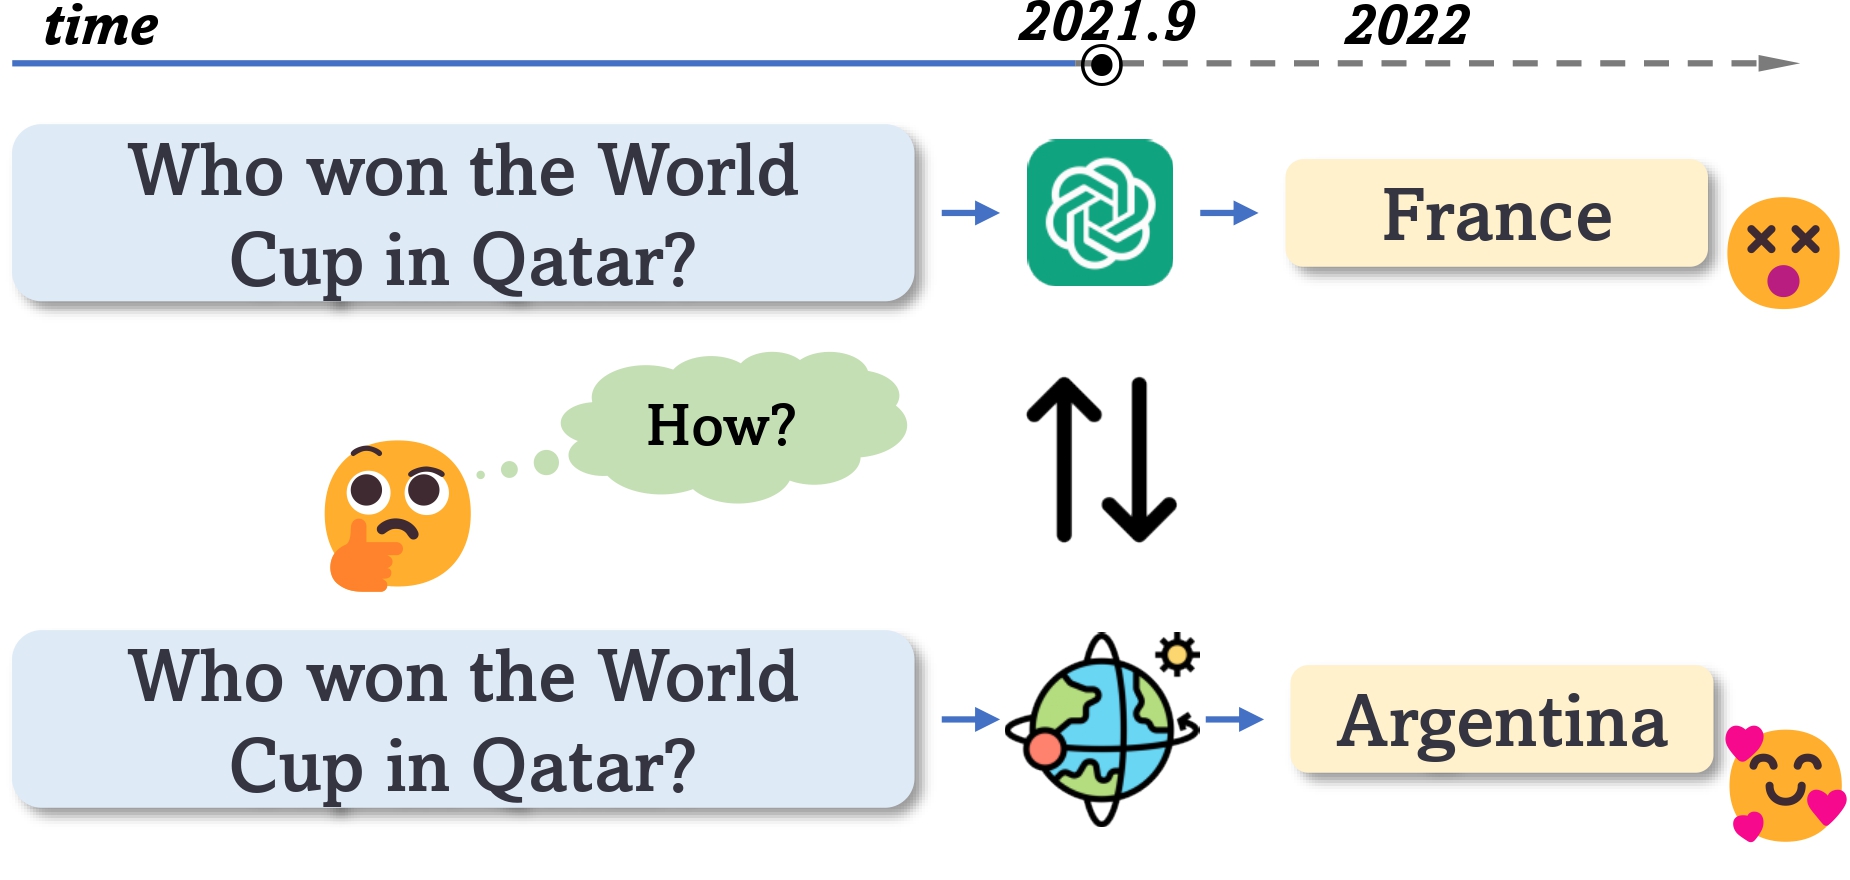 time
2021.9
2022
Who won the World
Cup in Qatar?
France
How?
Who won the World
Cup in Qatar?
Argentina